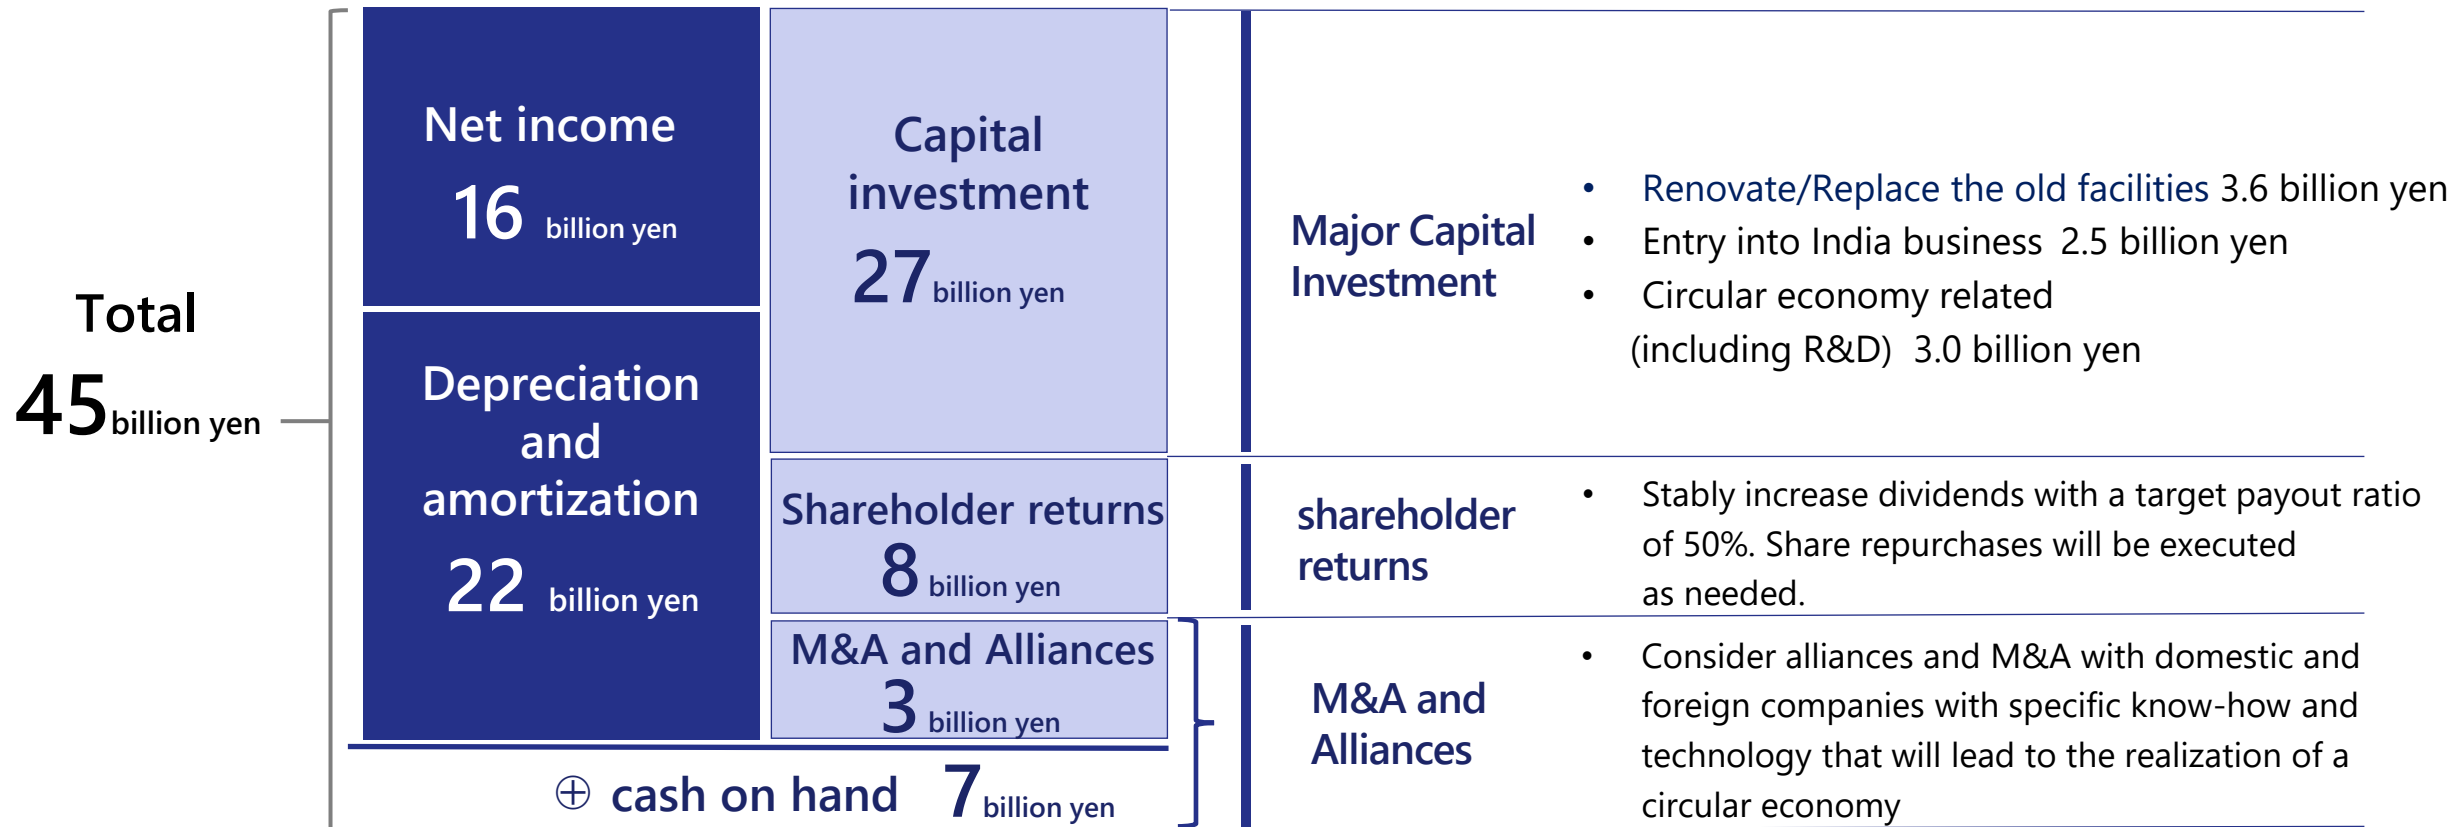 Total
45 billion yen
Net income
16 billion yen
Depreciation
and
amortization
22 billion yen
Capital
investment
27 billion yen
Shareholder returns
8 billion yen
M&A and Alliances
3 billion yen
⊕ cash on hand 7 billion yen
Major Capital
Investment
• Renovate/Replace the old facilities 3.6 billion yen
• Entry into India business 2.5 billion yen
• Circular economy related
(including R&D) 3.0 billion yen
shareholder
returns
• Stably increase dividends with a target payout ratio
of 50%. Share repurchases will be executed
as needed.
M&A and
Alliances
• Consider alliances and M&A with domestic and
foreign companies with specific know-how and
technology that will lead to the realization of a
circular economy